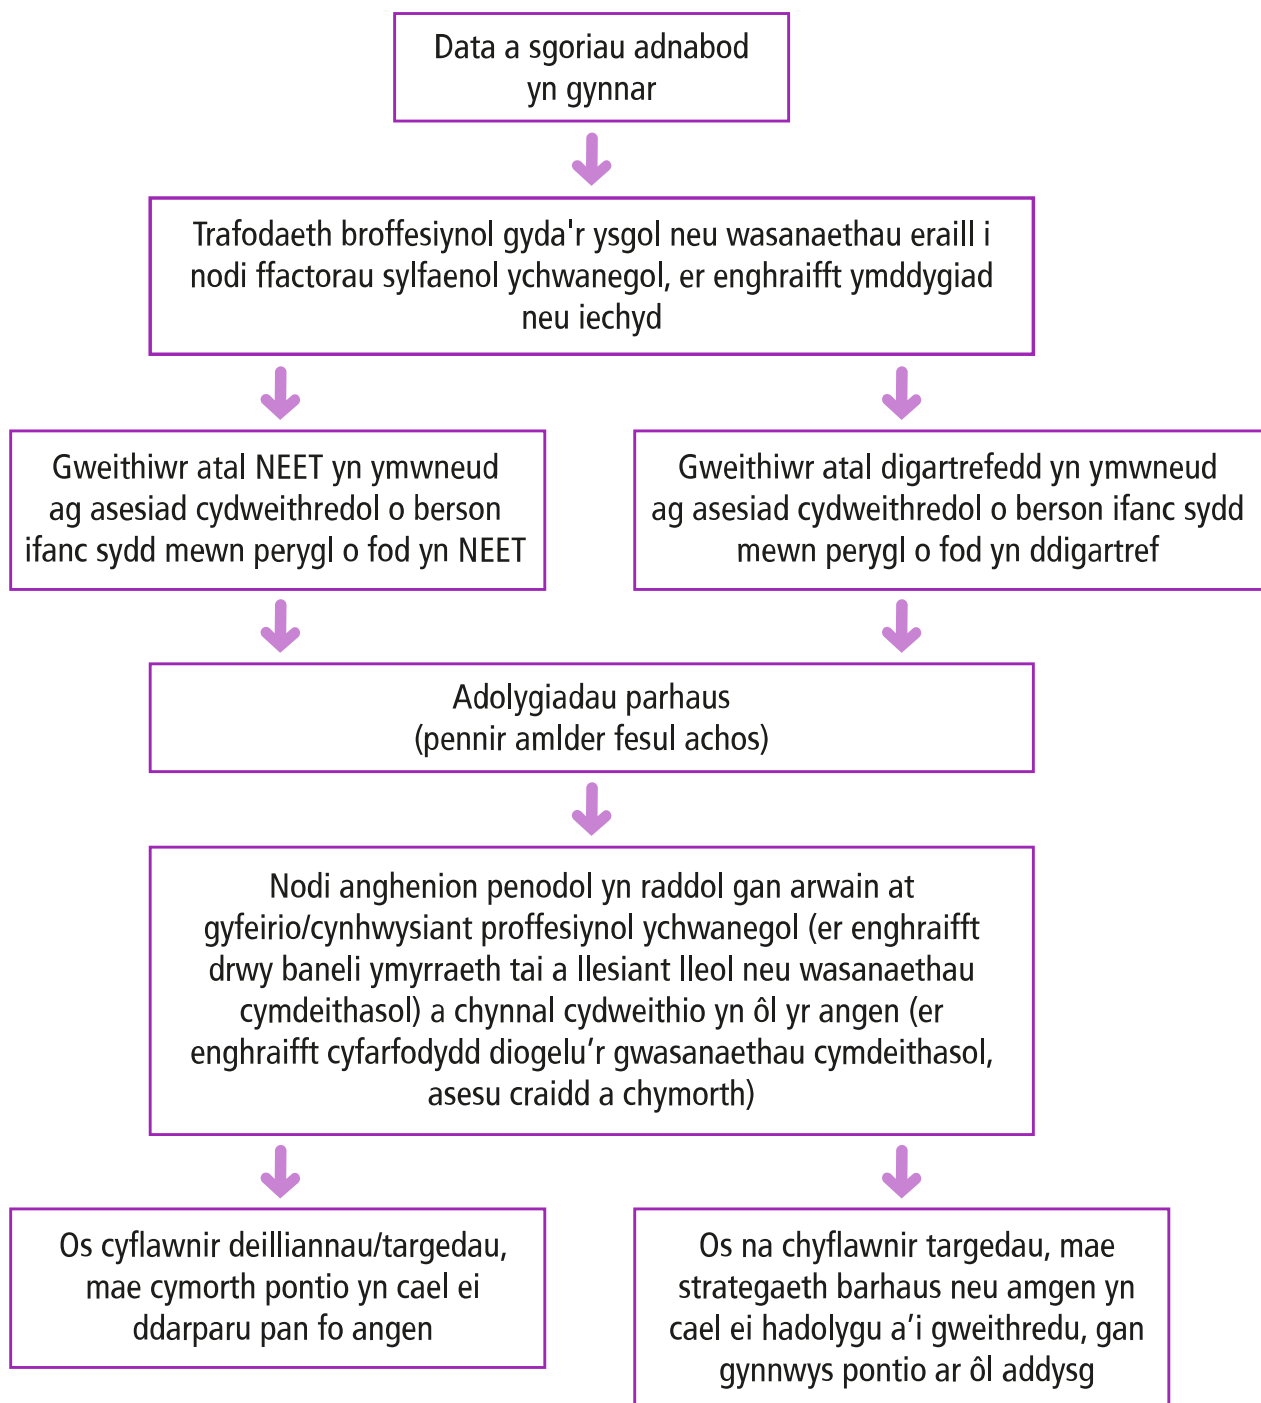 Data a sgoriau adnabod
yn gynnar
Trafodaeth broffesiynol gyda'r ysgol neu wasanaethau eraill i
nodi ffactorau sylfaenol ychwanegol, er enghraifft ymddygiad
neu iechyd
Gweithiwr atal NEET yn ymwneud
ag asesiad cydweithredol o berson
ifanc sydd mewn perygl o fod yn NEET
Gweithiwr atal digartrefedd yn ymwneud
ag asesiad cydweithredol o berson ifanc sydd
mewn perygl o fod yn ddigartref
Adolygiadau parhaus
(pennir amlder fesul achos)
Nodi anghenion penodol yn raddol gan arwain at
gyfeirio/cynhwysiant proffesiynol ychwanegol (er enghraifft
drwy baneli ymyrraeth tai a llesiant lleol neu wasanaethau
cymdeithasol) a chynnal cydweithio yn ôl yr angen (er
enghraifft cyfarfodydd diogelu’r gwasanaethau cymdeithasol,
asesu craidd a chymorth)
Os cyflawnir deilliannau/targedau,
mae cymorth pontio yn cael ei
ddarparu pan fo angen
Os na chyflawnir targedau, mae
strategaeth barhaus neu amgen yn
cael ei hadolygu a’i gweithredu, gan
gynnwys pontio ar ôl addysg